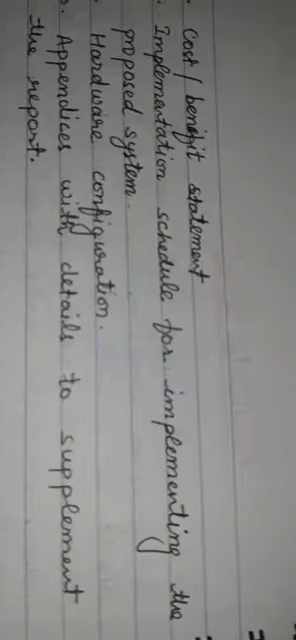 . Cost / benefit statement
. Implementation schedule for implementing the
proposed system.
. Hardware configuration.
. Appendices with details to supplement
the report.